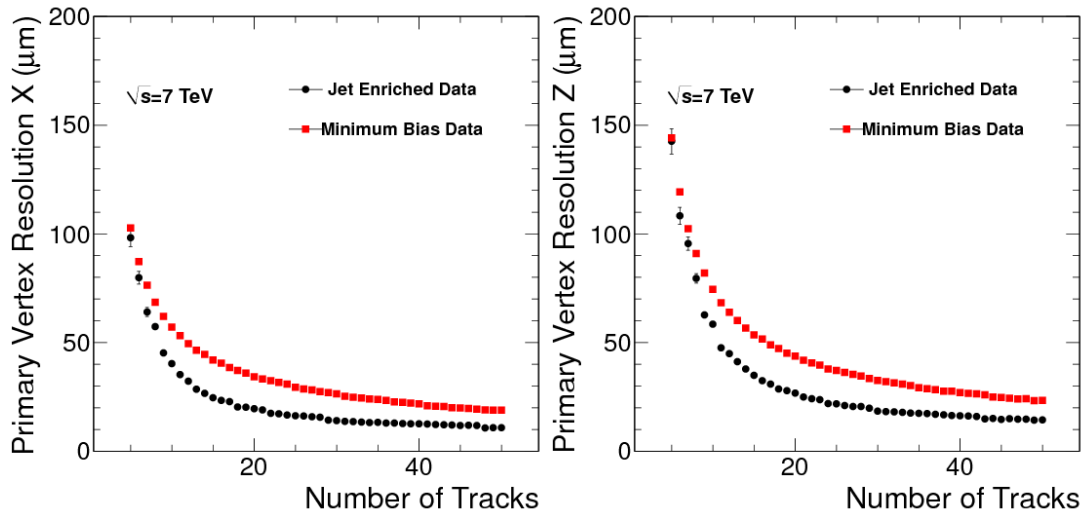 Primary Vertex Resolution X (μm)
200
150
100
50
0
√s=7 TeV
Jet Enriched Data
Minimum Bias Data
20
40
Number of Tracks
Primary Vertex Resolution Z (μm)
200
150
100
50
0
√s=7 TeV
Jet Enriched Data
Minimum Bias Data
20
40
Number of Tracks